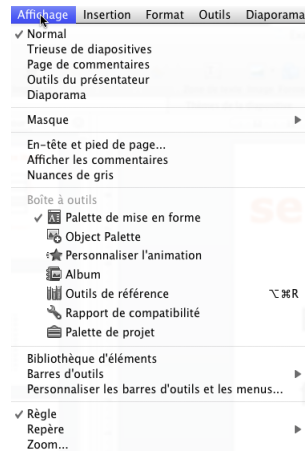 Affichage Insertion Format Outils Diaporama
✓ Normal
Trieuse de diapositives
Page de commentaires
Outils du présentateur
Diaporama
Masque
En-tête et pied de page...
Afficher les commentaires
Nuances de gris
Boîte à outils
✓ Palette de mise en forme
Object Palette
Personnaliser l'animation
Album
Outils de référence ⌥⌘R
Rapport de compatibilité
Palette de projet
Bibliothèque d'éléments
Barres d'outils
Personnaliser les barres d'outils et les menus...
✓ Règle
Repère
Zoom...
se